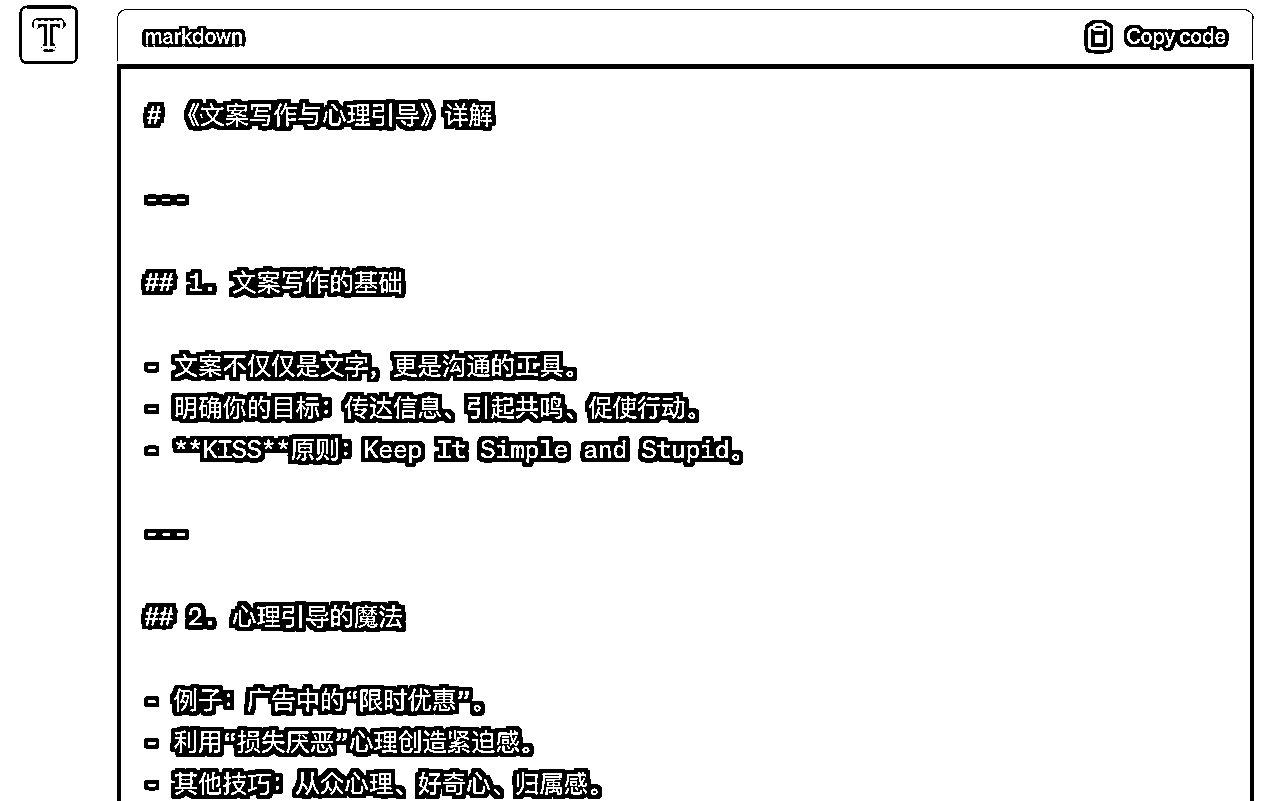 T
markdown
Copy code
# 《文案写作与心理引导》详解
---
## 1. 文案写作的基础
- 文案不仅仅是文字，更是沟通的工具。
- 明确你的目标：传达信息、引起共鸣、促使行动。
- **KISS**原则：Keep It Simple and Stupid。
---
## 2. 心理引导的魔法
- 例子：广告中的“限时优惠”。
- 利用“损失厌恶”心理创造紧迫感。
- 其他技巧：从众心理、好奇心、归属感。